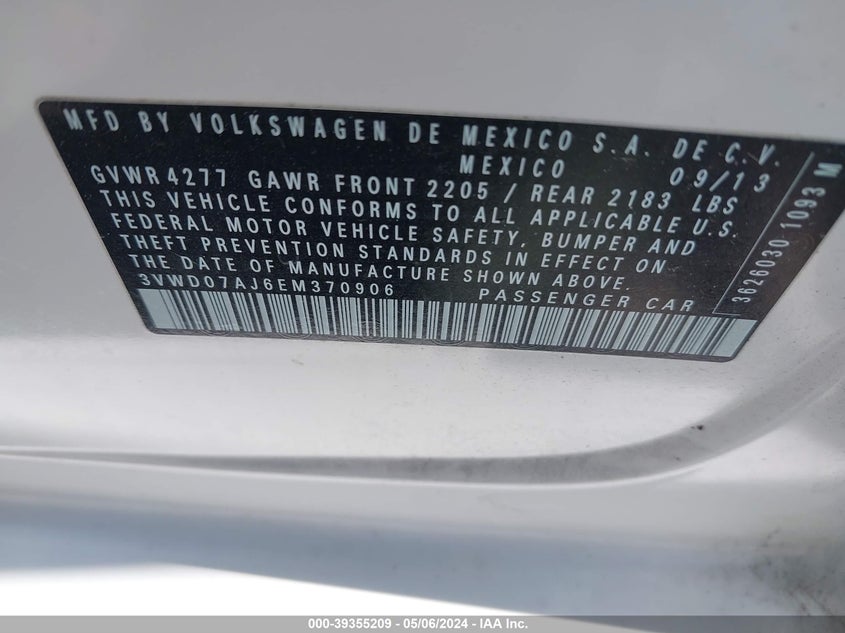 MFD BY VOLKSWAGEN DE MEXICO S.A. DE C.V.
MEXICO 09/13
GVWR 4277 GAWR FRONT 2205 / REAR 2183 LBS
THIS VEHICLE CONFORMS TO ALL APPLICABLE U.S.
FEDERAL MOTOR VEHICLE SAFETY, BUMPER AND
THEFT PREVENTION STANDARDS IN EFFECT ON
THE DATE OF MANUFACTURE SHOWN ABOVE.
3VWD07AJ6EM370906 PASSENGER CAR
3626030 1093 M
000-39355209 - 05/06/2024 - IAA, Inc.